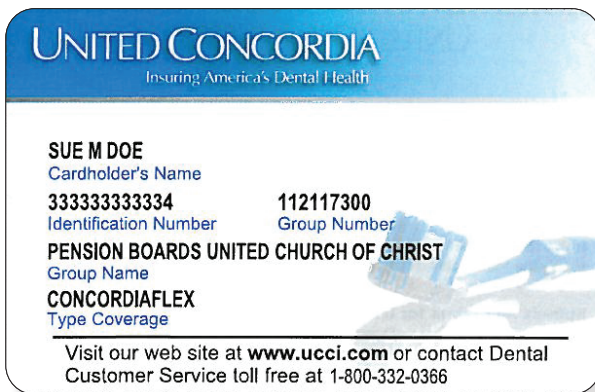 UNITED CONCORDIA
Insuring America's Dental Health
SUE M DOE
Cardholder's Name
333333333334 112117300
Identification Number Group Number
PENSION BOARDS UNITED CHURCH OF CHRIST
Group Name
CONCORDIAFLEX
Type Coverage
Visit our web site at www.ucci.com or contact Dental
Customer Service toll free at 1-800-332-0366